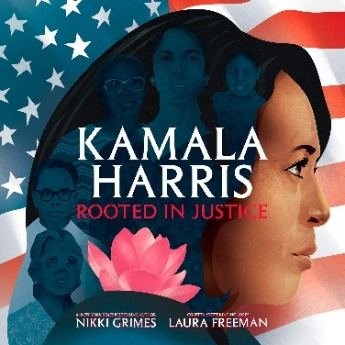 KAMALA
HARRIS
ROOTED IN JUSTICE
NIKKI GRIMES
LAURA FREEMAN